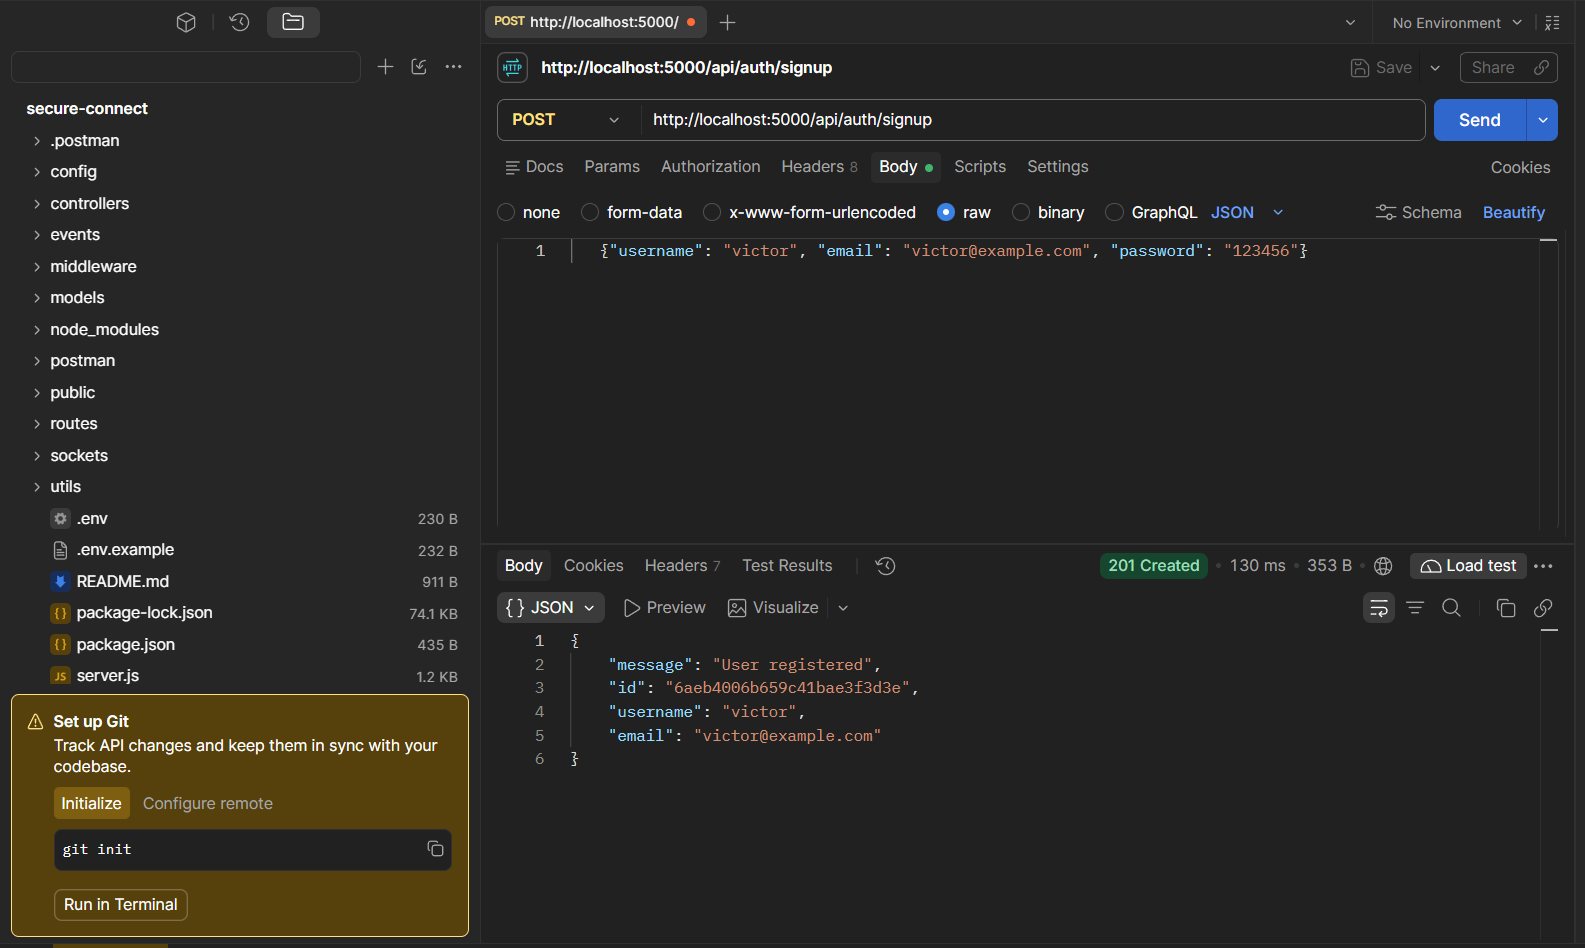 secure-connect
.postman
config
controllers
events
middleware
models
node_modules
postman
public
routes
sockets
utils
.env 230 B
.env.example 232 B
README.md 911 B
package-lock.json 74.1 KB
package.json 435 B
server.js 1.2 KB
Set up Git
Track API changes and keep them in sync with your
codebase.
Initialize Configure remote
git init
Run in Terminal
POST http://localhost:5000/
No Environment
HTTP http://localhost:5000/api/auth/signup
Save Share
POST http://localhost:5000/api/auth/signup Send
Docs Params Authorization Headers 8 Body Scripts Settings Cookies
none form-data x-www-form-urlencoded raw binary GraphQL JSON Schema Beautify
1 {"username": "victor", "email": "victor@example.com", "password": "123456"}
Body Cookies Headers 7 Test Results 201 Created 130 ms 353 B Load test
{} JSON Preview Visualize
1 {
2 "message": "User registered",
3 "id": "6aeb4006b659c41bae3f3d3e",
4 "username": "victor",
5 "email": "victor@example.com"
6 }